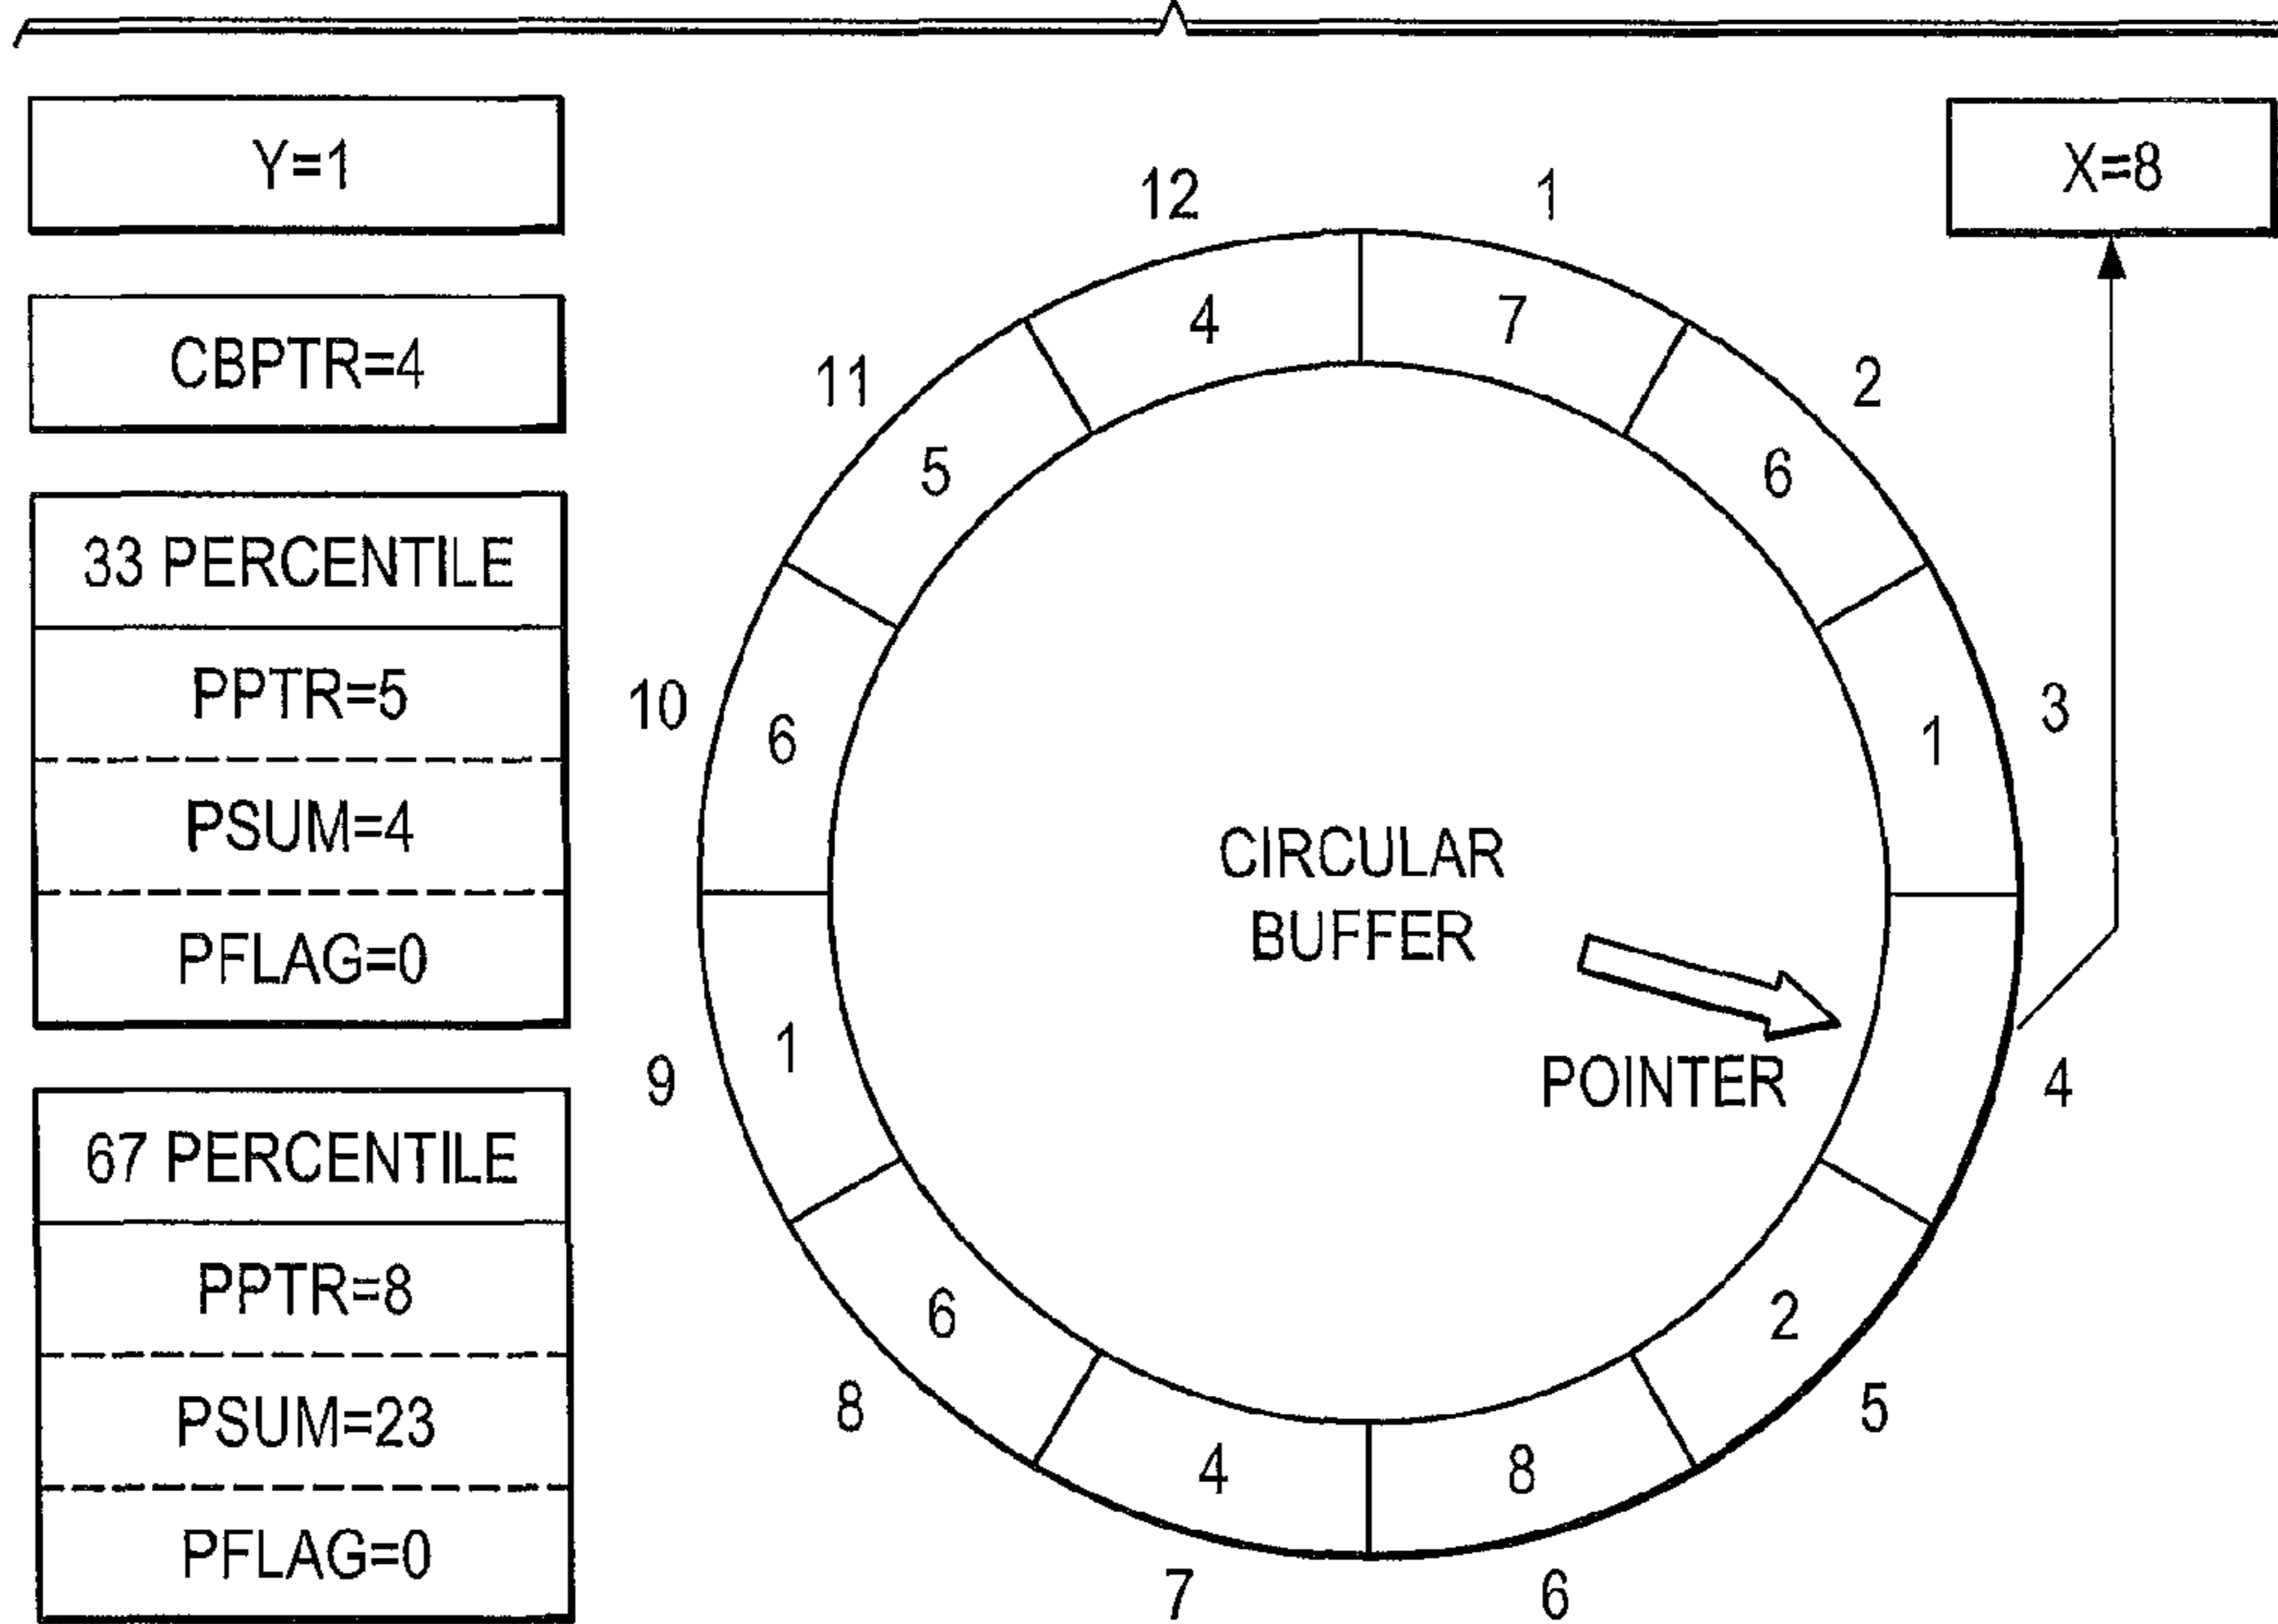 Y=1
CBPTR=4
33 PERCENTILE
PPTR=5
PSUM=4
PFLAG=0
67 PERCENTILE
PPTR=8
PSUM=23
PFLAG=0
X=8
12
1
11
4
7
2
5
6
10
6
1
3
CIRCULAR
BUFFER
POINTER
9
1
4
8
6
2
5
4
8
7
6